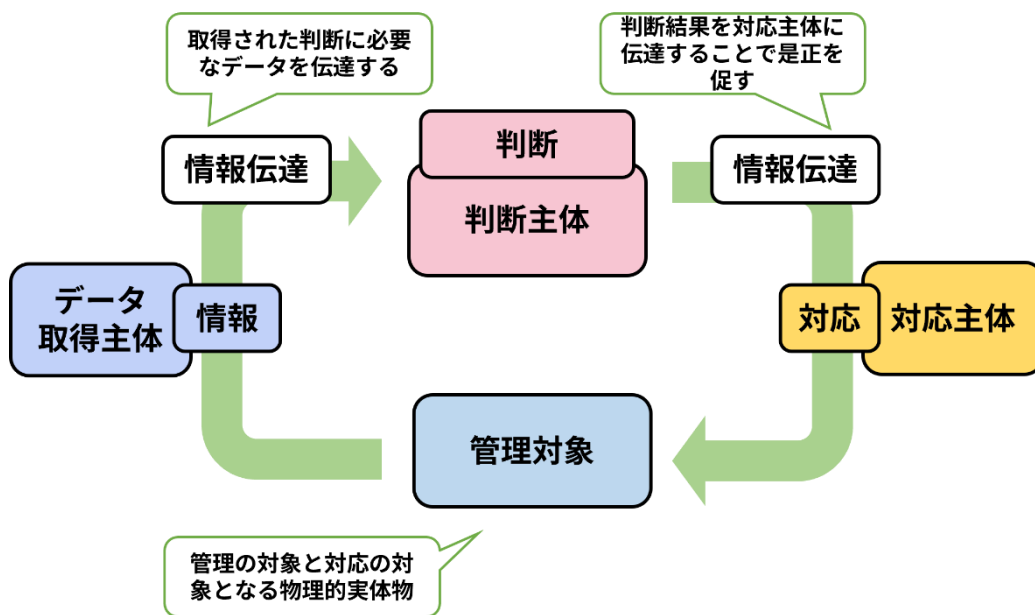 取得された判断に必要
なデータを伝達する
判断結果を対応主体に
伝達することで是正を
促す
情報伝達
判断
情報伝達
判断主体
データ
取得主体
情報
対応
対応主体
管理対象
管理の対象と対応の対
象となる物理的実体物